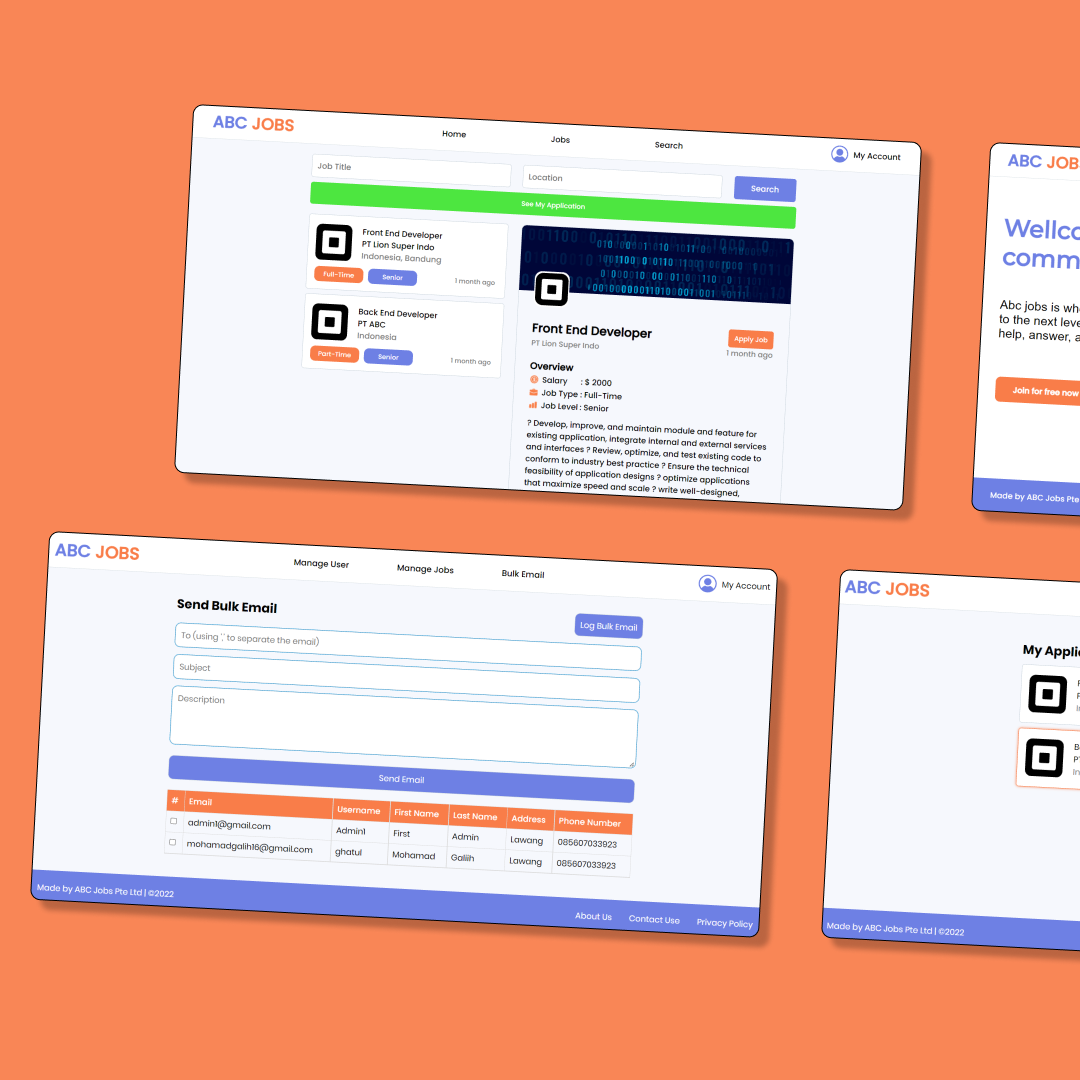 ABC JOBS
Home
Jobs
Search
My Account
Job Title
Location
Search
See My Application
Front End Developer
PT Lion Super Indo
Indonesia, Bandung
Full-Time
Senior
1 month ago
Back End Developer
PT ABC
Indonesia
Part-Time
Senior
1 month ago
Front End Developer
PT Lion Super Indo
Apply Job
1 month ago
Overview
Salary : $ 2000
Job Type : Full-Time
Job Level : Senior
? Develop, improve, and maintain module and feature for
existing application, integrate internal and external services
and interfaces ? Review, optimize, and test existing code to
conform to industry best practice ? Ensure the technical
feasibility of application designs ? optimize applications
that maximize speed and scale ? write well-designed,
ABC JOB
Wellco
comm
Abc jobs is wh
to the next leve
help, answer, a
Join for free now
Made by ABC Jobs Pte
ABC JOBS
Manage User
Manage Jobs
Bulk Email
My Account
Send Bulk Email
Log Bulk Email
To (using ',' to separate the email)
Subject
Description
Send Email
# Email Username First Name Last Name Address Phone Number
admin1@gmail.com Admin1 First Admin Lawang 085607033923
mohamadgalih16@gmail.com ghatul Mohamad Galiih Lawang 085607033923
Made by ABC Jobs Pte Ltd | ©2022
About Us
Contact Use
Privacy Policy
ABC JOBS
My Applic
Made by ABC Jobs Pte Ltd | ©2022